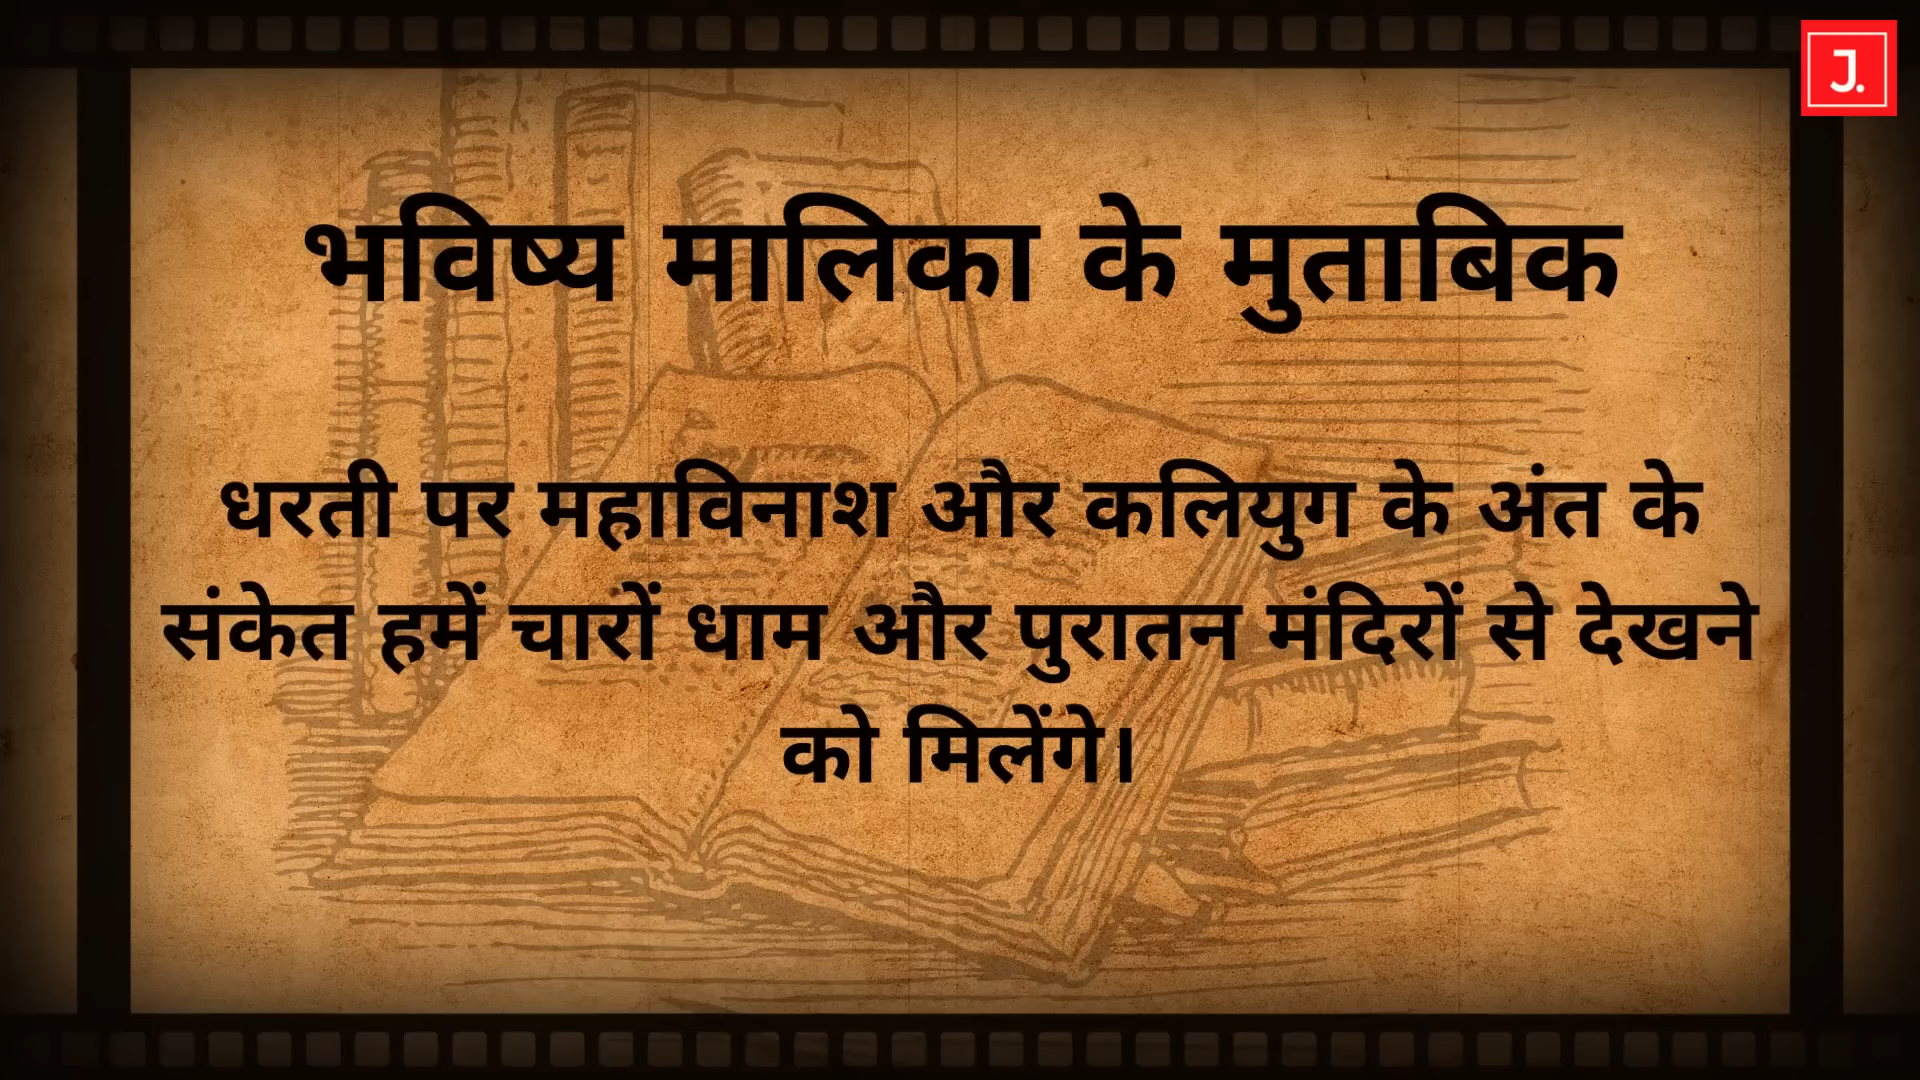 J.
भविष्य मालिका के मुताबिक
धरती पर महाविनाश और कलियुग के अंत के
संकेत हमें चारों धाम और पुरातन मंदिरों से देखने
को मिलेंगे।